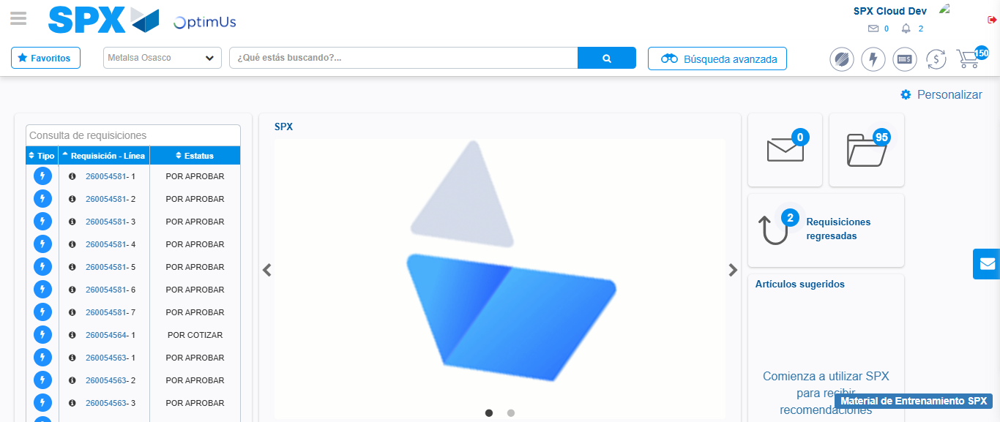 SPX OptimUs
SPX Cloud Dev
0 2
Favoritos
Metalsa Osasco
¿Qué estás buscando?...
Búsqueda avanzada
150
Personalizar
Consulta de requisiciones
Tipo Requisición - Línea Estatus
260054581- 1 POR APROBAR
260054581- 2 POR APROBAR
260054581- 3 POR APROBAR
260054581- 4 POR APROBAR
260054581- 5 POR APROBAR
260054581- 6 POR APROBAR
260054581- 7 POR APROBAR
260054564- 1 POR COTIZAR
260054563- 1 POR APROBAR
260054563- 2 POR APROBAR
260054563- 3 POR APROBAR
SPX
0
95
2
Requisiciones
regresadas
Artículos sugeridos
Comienza a utilizar SPX
para recibir
recomendaciones
Material de Entrenamiento SPX